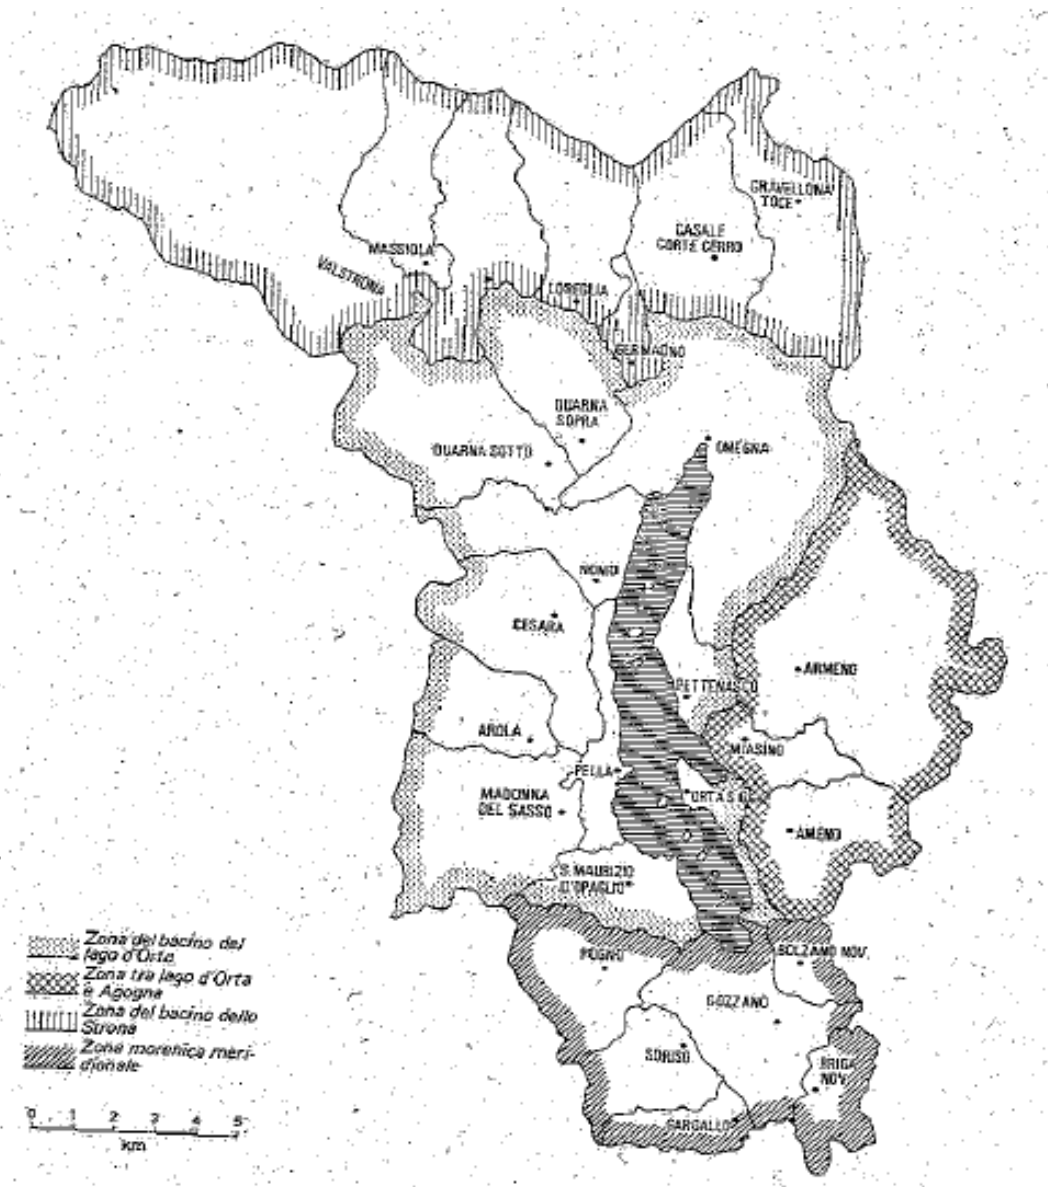 GRAVELLONA
TOCE
CASALE
CORTE CERRO
MASSIOLA
VALSTRONA
LOREGLIA
GERMAGNO
QUARNA
SOPRA
QUARNA SOTTO
OMEGNA
NONIO
CESARA
ARMENO
PETTENASCO
AROLA
MIASINO
PELLA
MADONNA
DEL SASSO
ORTA S.
AMENO
S. MAURIZIO
D'OPAGLIO
Zona del bacino del
lago d'Orta
Zona tra lago d'Orta
e Agogna
Zona del bacino dello
Strona
Zona morenica meri-
dionale
POGNO
BOLZANO NOV.
GOZZANO
SORISO
BRIGA
NOV.
GARGALLO
0 1 2 3 4 5
km